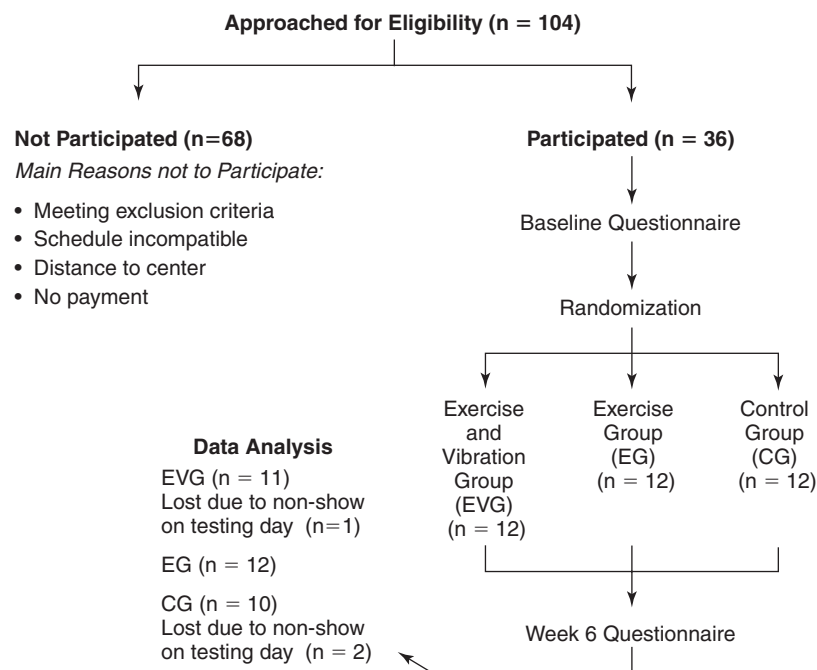 Approached for Eligibility (n = 104)
Not Participated (n=68)
Main Reasons not to Participate:
• Meeting exclusion criteria
• Schedule incompatible
• Distance to center
• No payment
Participated (n = 36)
Baseline Questionnaire
Randomization
Exercise
and
Vibration
Group
(EVG)
(n = 12)
Exercise
Group
(EG)
(n = 12)
Control
Group
(CG)
(n = 12)
Week 6 Questionnaire
Data Analysis
EVG (n = 11)
Lost due to non-show
on testing day (n=1)
EG (n = 12)
CG (n = 10)
Lost due to non-show
on testing day (n = 2)